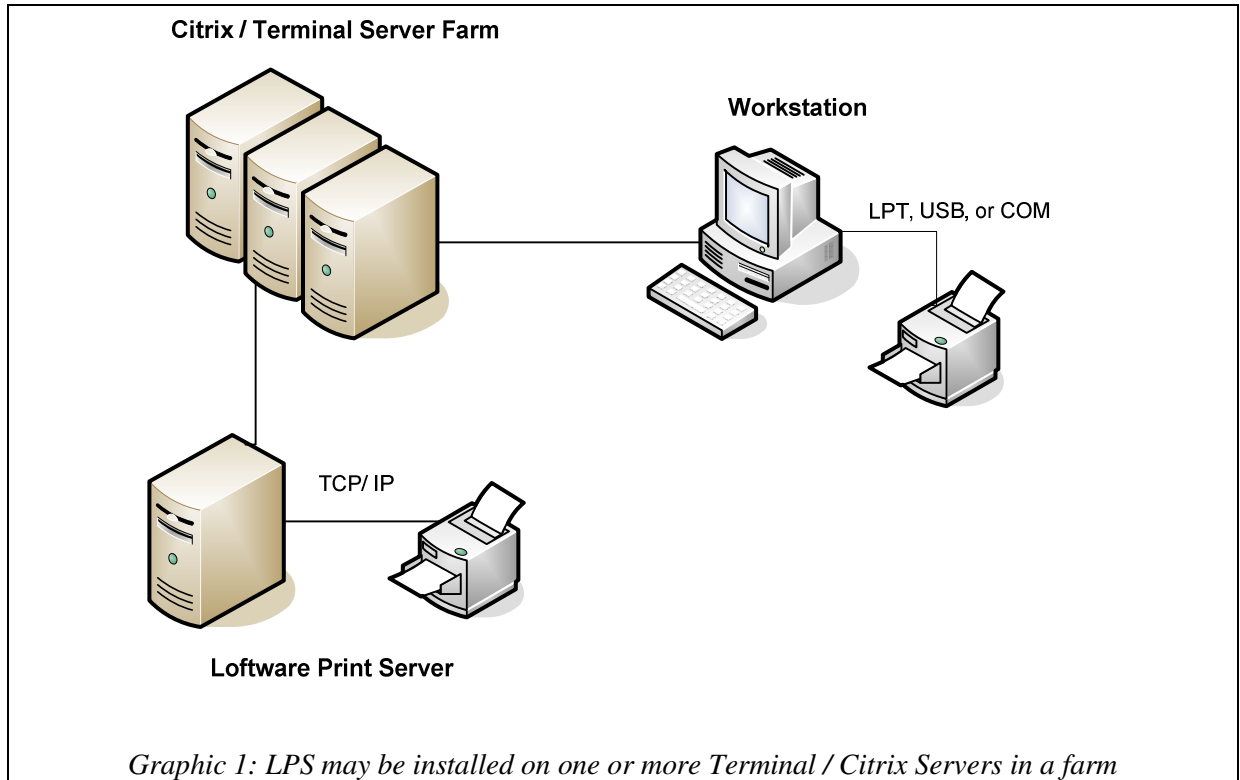 Citrix / Terminal Server Farm
Workstation
LPT, USB, or COM
TCP/ IP
Loftware Print Server
Graphic 1: LPS may be installed on one or more Terminal / Citrix Servers in a farm